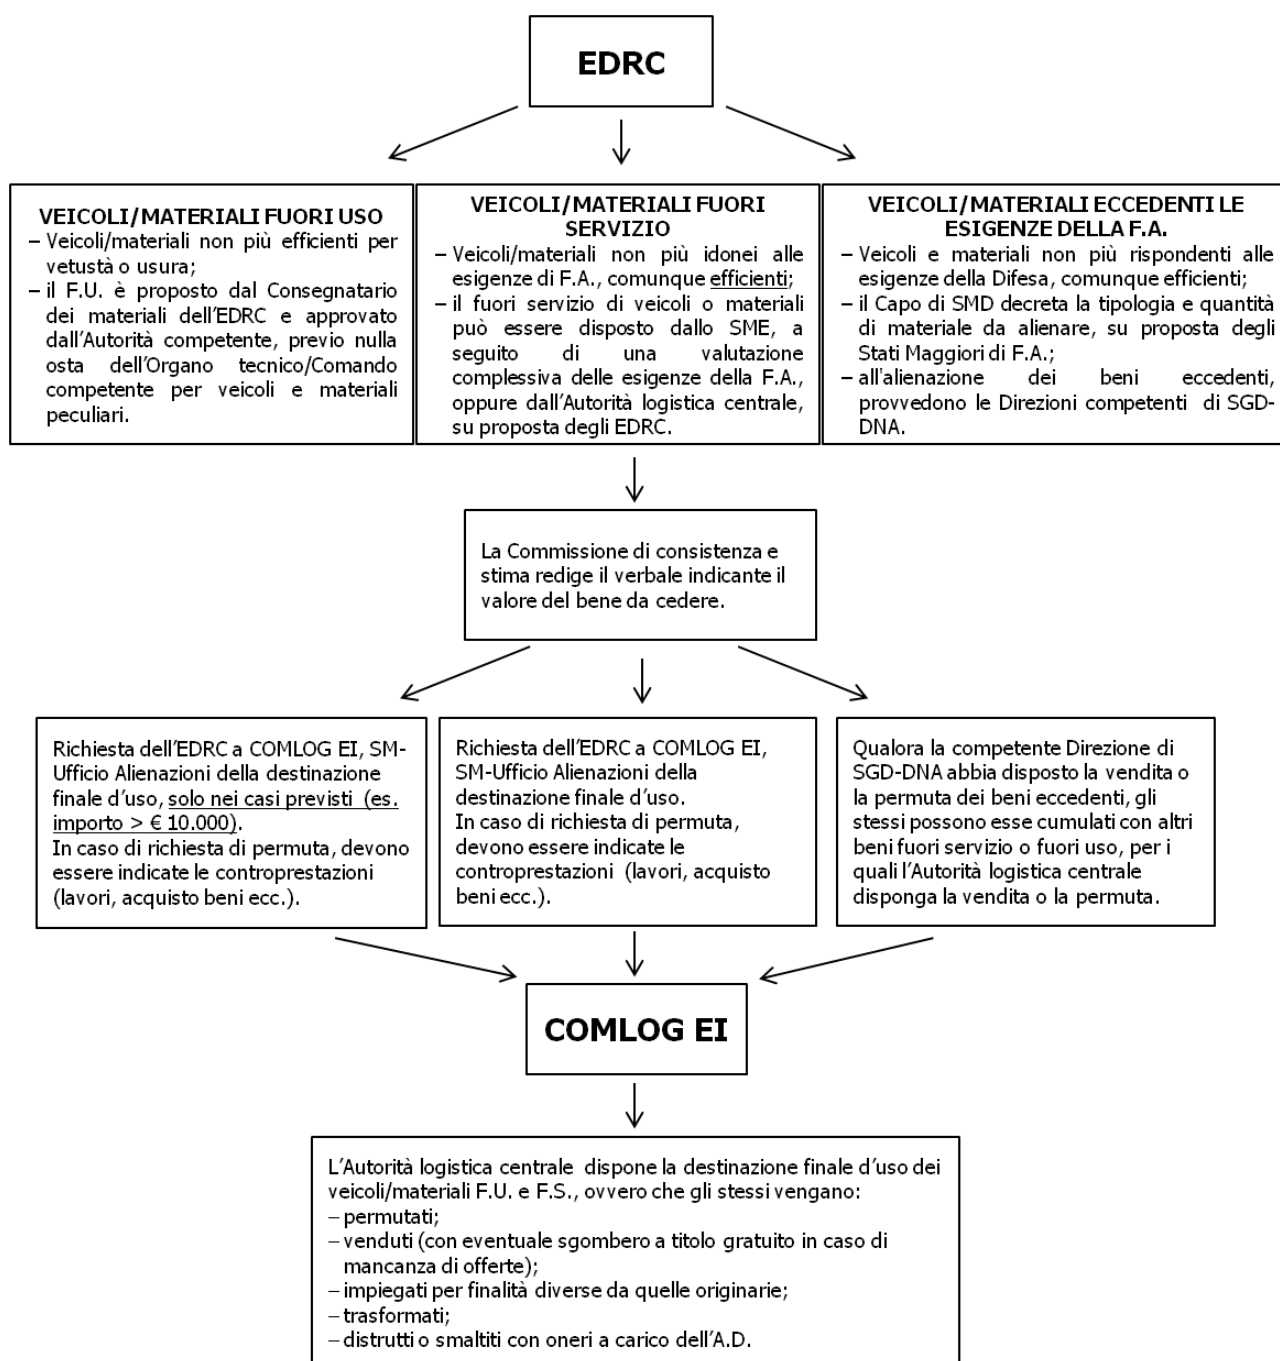 EDRC
VEICOLI/MATERIALI FUORI USO
– Veicoli/materiali non più efficienti per
vetustà o usura;
– il F.U. è proposto dal Consegnatario
dei materiali dell'EDRC e approvato
dall'Autorità competente, previo nulla
osta dell'Organo tecnico/Comando
competente per veicoli e materiali
peculiari.
VEICOLI/MATERIALI FUORI
SERVIZIO
– Veicoli/materiali non più idonei alle
esigenze di F.A., comunque efficienti;
– il fuori servizio di veicoli o materiali
può essere disposto dallo SME, a
seguito di una valutazione
complessiva delle esigenze della F.A.,
oppure dall'Autorità logistica centrale,
su proposta degli EDRC.
VEICOLI/MATERIALI ECCEDENTI LE
ESIGENZE DELLA F.A.
– Veicoli e materiali non più rispondenti alle
esigenze della Difesa, comunque efficienti;
– il Capo di SMD decreta la tipologia e quantità
di materiale da alienare, su proposta degli
Stati Maggiori di F.A.;
– all'alienazione dei beni eccedenti,
provvedono le Direzioni competenti di SGD-
DNA.
La Commissione di consistenza e
stima redige il verbale indicante il
valore del bene da cedere.
Richiesta dell'EDRC a COMLOG EI, SM-
Ufficio Alienazioni della destinazione
finale d'uso, solo nei casi previsti (es.
importo > € 10.000).
In caso di richiesta di permuta, devono
essere indicate le controprestazioni
(lavori, acquisto beni ecc.).
Richiesta dell'EDRC a COMLOG EI,
SM-Ufficio Alienazioni della
destinazione finale d'uso.
In caso di richiesta di permuta,
devono essere indicate le
controprestazioni (lavori, acquisto
beni ecc.).
Qualora la competente Direzione di
SGD-DNA abbia disposto la vendita o
la permuta dei beni eccedenti, gli
stessi possono esse cumulati con altri
beni fuori servizio o fuori uso, per i
quali l'Autorità logistica centrale
disponga la vendita o la permuta.
COMLOG EI
L'Autorità logistica centrale dispone la destinazione finale d'uso dei
veicoli/materiali F.U. e F.S., ovvero che gli stessi vengano:
– permutati;
– venduti (con eventuale sgombero a titolo gratuito in caso di
mancanza di offerte);
– impiegati per finalità diverse da quelle originarie;
– trasformati;
– distrutti o smaltiti con oneri a carico dell'A.D.